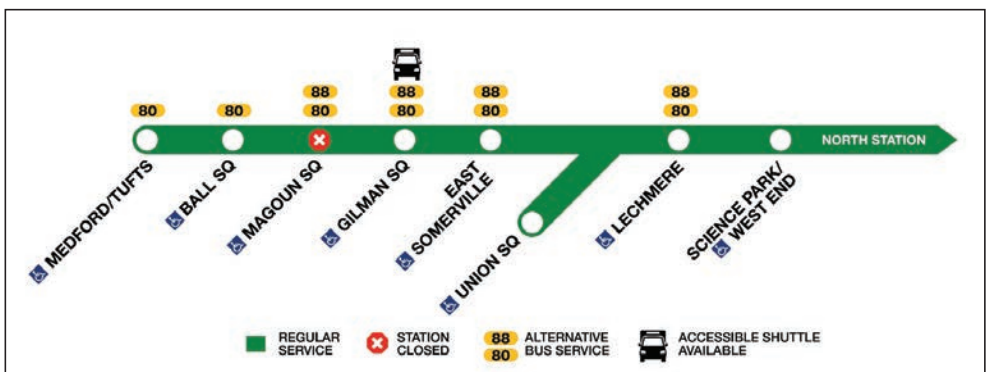 88
88
88
88
80
80
80
80
80
80
NORTH STATION
MEDFORD/TUFTS
BALL SQ
MAGOUN SQ
GILMAN SQ
EAST
SOMERVILLE
UNION SQ
LECHMERE
SCIENCE PARK/
WEST END
REGULAR
SERVICE
STATION
CLOSED
88
80
ALTERNATIVE
BUS SERVICE
ACCESSIBLE SHUTTLE
AVAILABLE